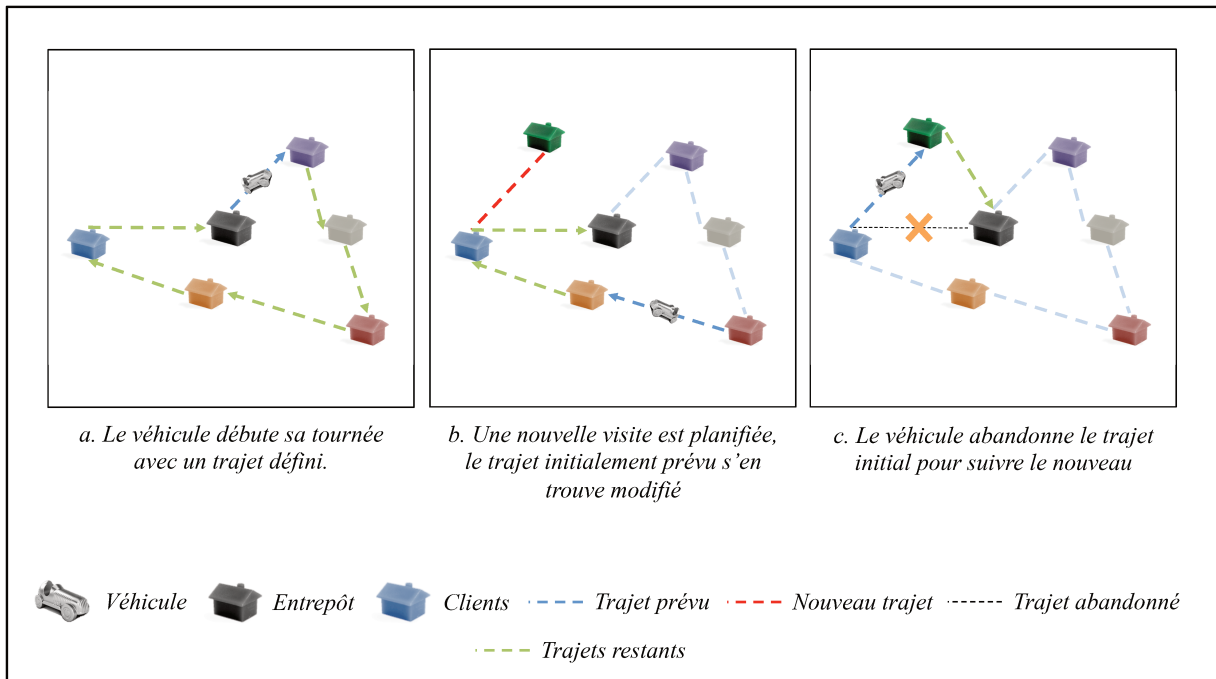 a. Le véhicule débute sa tournée
avec un trajet défini.
b. Une nouvelle visite est planifiée,
le trajet initialement prévu s'en
trouve modifié
c. Le véhicule abandonne le trajet
initial pour suivre le nouveau
Véhicule
Entrepôt
Clients
Trajet prévu
Nouveau trajet
Trajet abandonné
Trajets restants